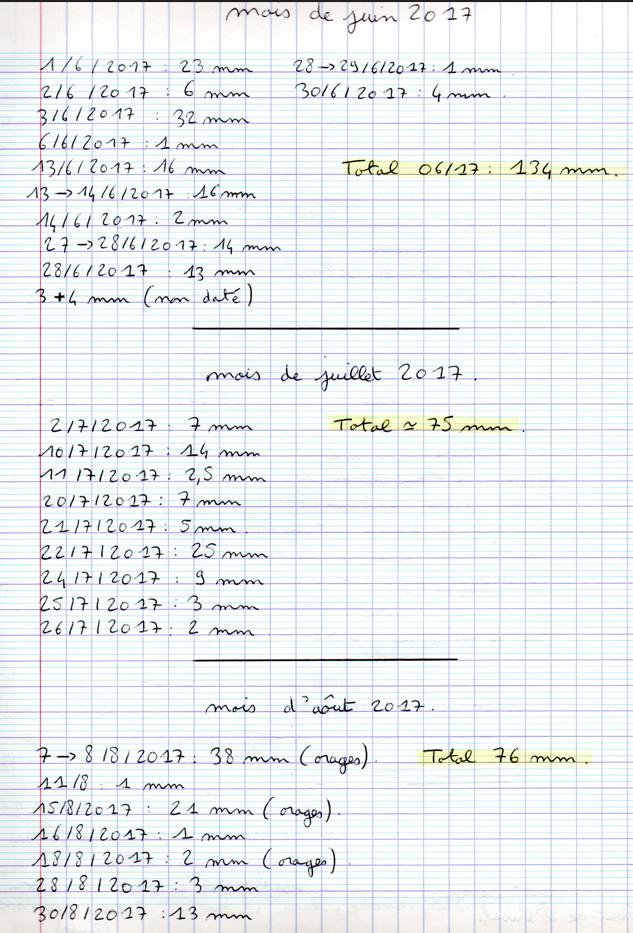 mois de juin 2017
1/6/2017 : 23 mm
2/6/2017 : 6 mm
3/6/2017 : 32 mm
6/6/2017 : 1 mm
13/6/2017 : 16 mm
13→14/6/2017 : 16 mm
14/6/2017 : 2 mm
27→28/6/2017 : 14 mm
28/6/2017 : 13 mm
3+4 mm (non daté)
28→29/6/2017 : 1 mm
30/6/2017 : 4 mm.
Total 06/17 : 134 mm.
mois de juillet 2017.
2/7/2017 : 7 mm
10/7/2017 : 14 mm
11/7/2017 : 2,5 mm
20/7/2017 : 7 mm
21/7/2017 : 5 mm.
22/7/2017 : 25 mm
24/7/2017 : 9 mm
25/7/2017 : 3 mm
26/7/2017 : 2 mm
Total ≃ 75 mm.
mois d'août 2017.
7→8/8/2017 : 38 mm (orages).
11/8 : 1 mm
15/8/2017 : 21 mm (orages).
16/8/2017 : 1 mm
18/8/2017 : 2 mm (orages).
28/8/2017 : 3 mm
30/8/2017 : 13 mm
Total 76 mm.